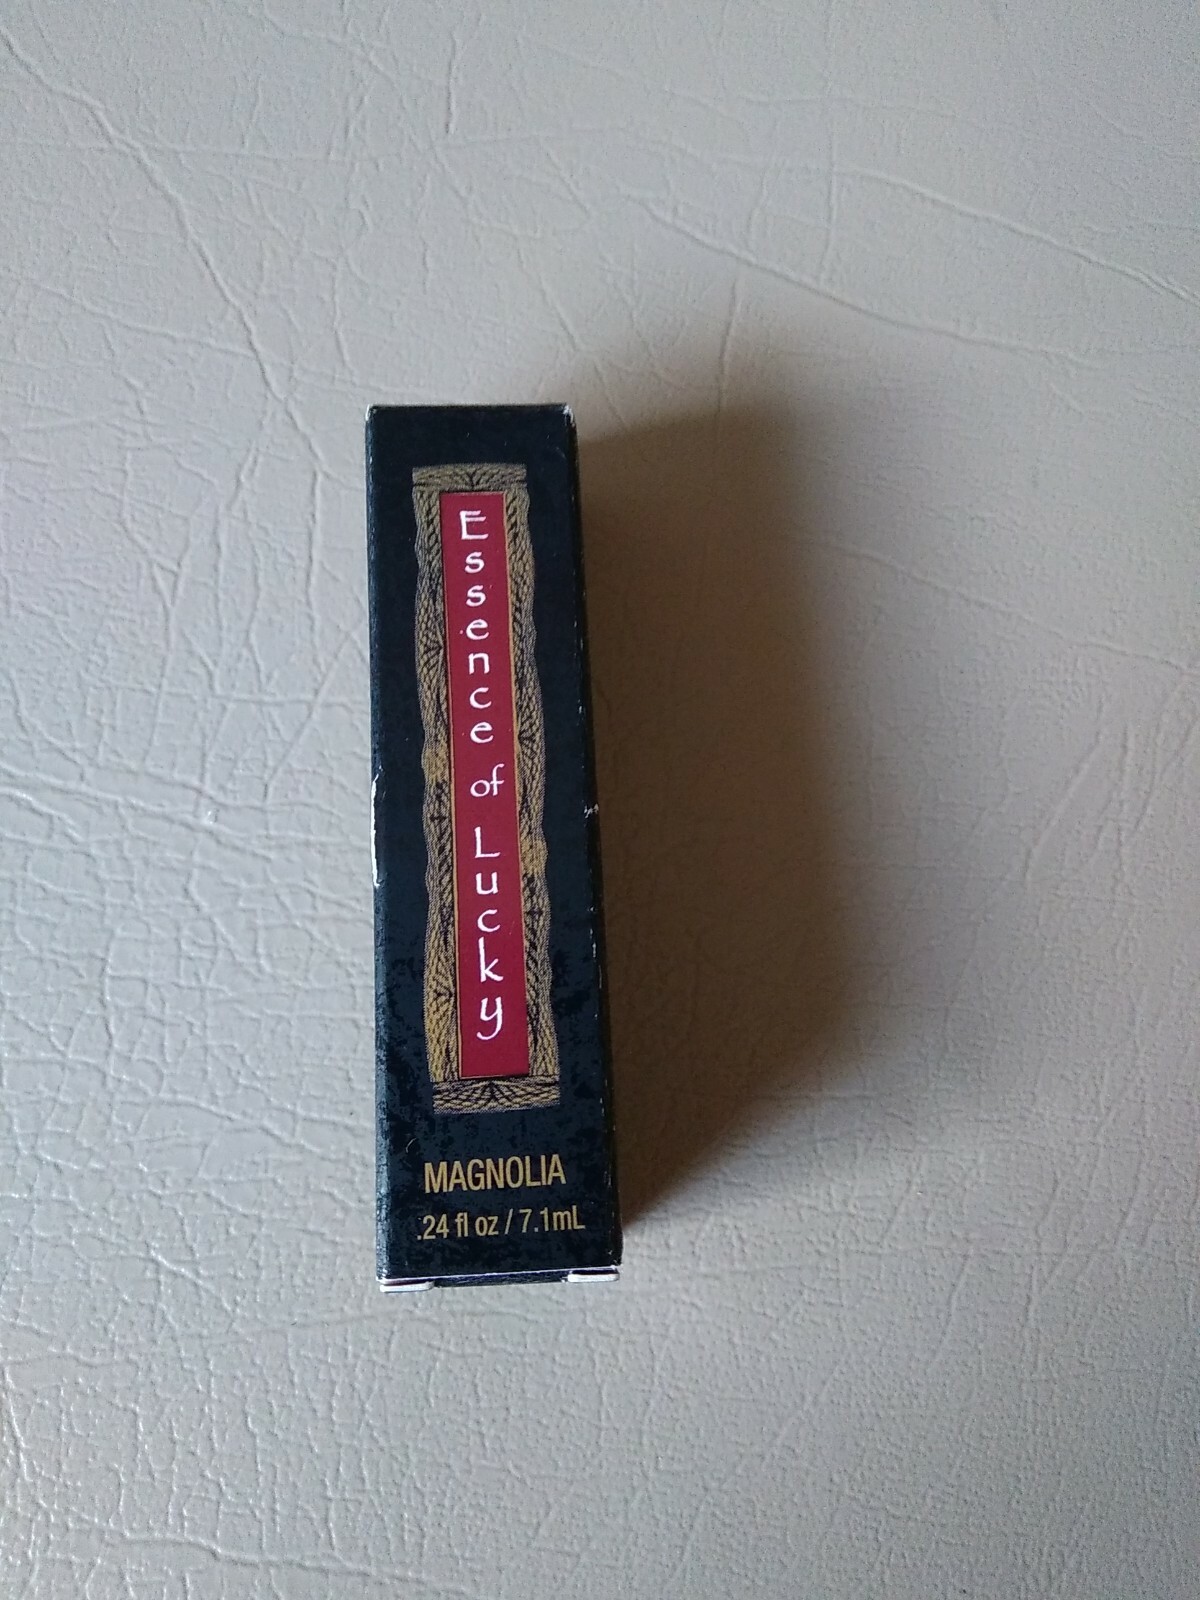 Essence of Lucky
MAGNOLIA
.24 fl oz / 7.1mL